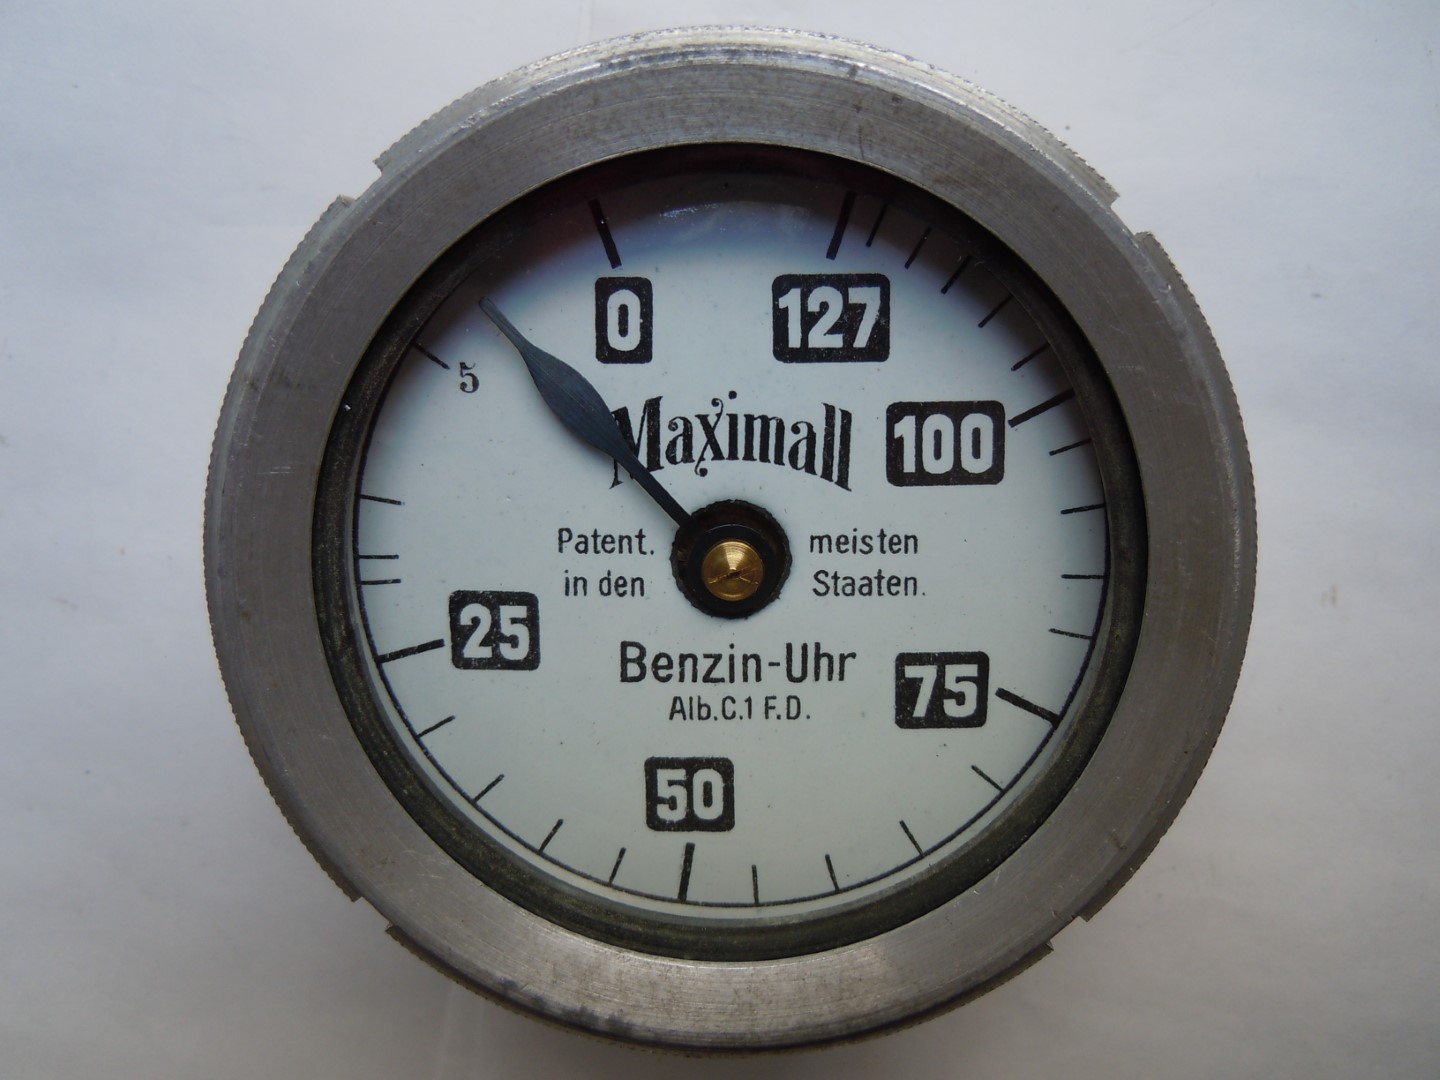 0 127
5
Maximall 100
Patent. meisten
in den Staaten.
25
Benzin-Uhr
75
Alb.C.1 F.D.
50